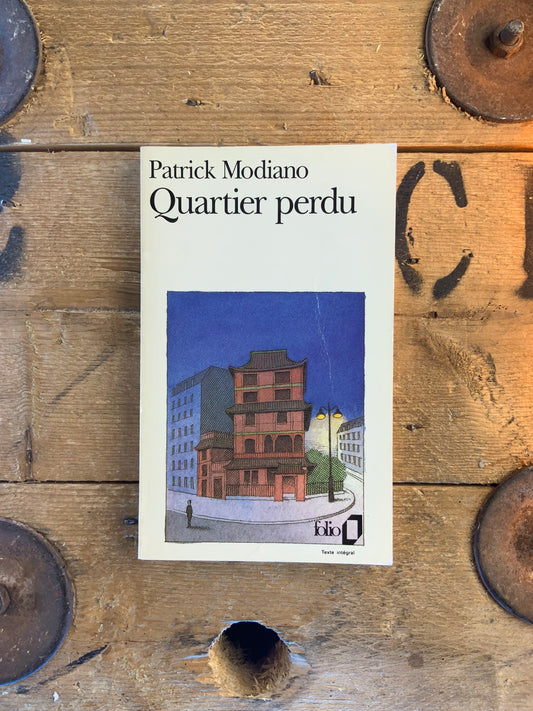 Patrick Modiano
Quartier perdu
C
folio
Texte intégral